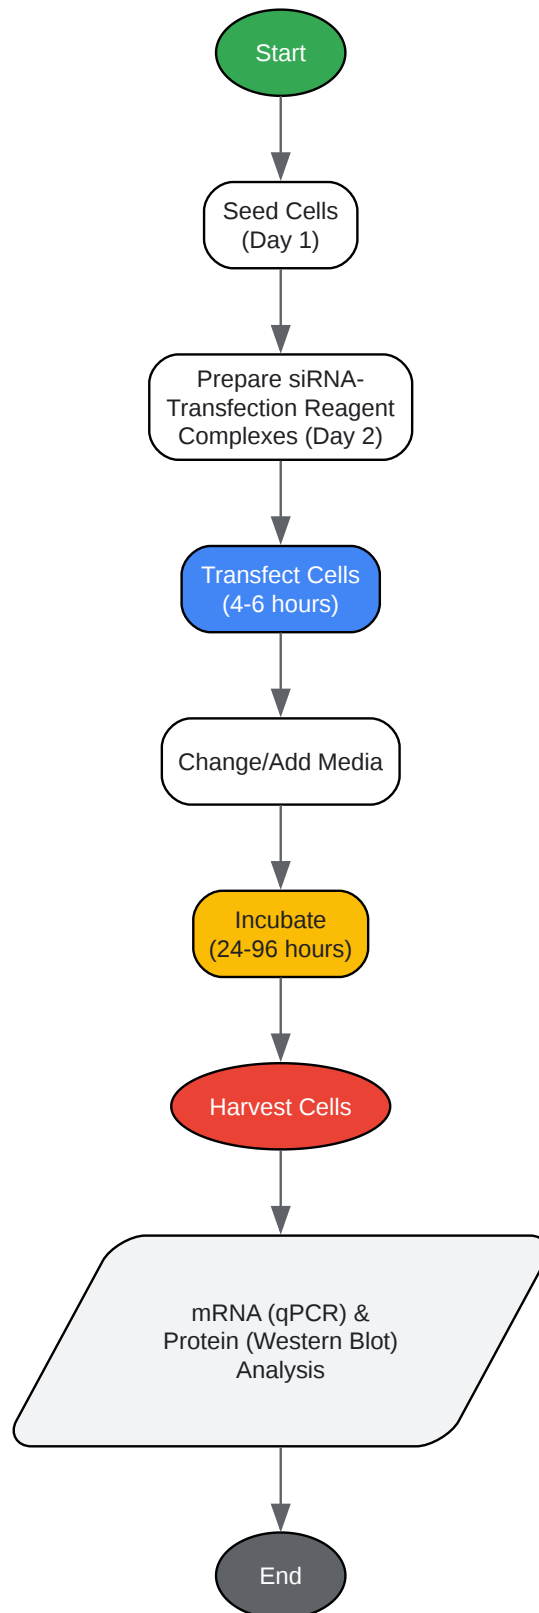 Start
Seed Cells
(Day 1)
Prepare siRNA-
Transfection Reagent
Complexes (Day 2)
Transfect Cells
(4-6 hours)
Change/Add Media
Incubate
(24-96 hours)
Harvest Cells
mRNA (qPCR) &
Protein (Western Blot)
Analysis
End